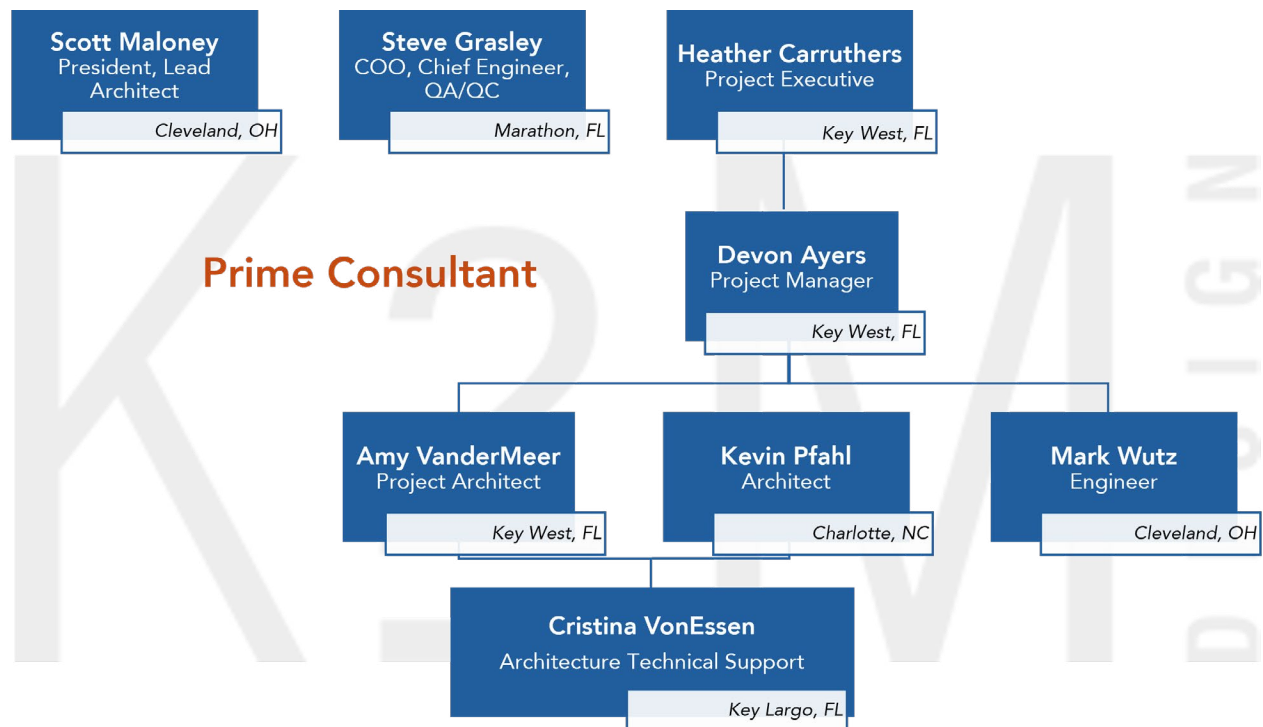 Scott Maloney
President, Lead
Architect
Cleveland, OH
Steve Grasley
COO, Chief Engineer,
QA/QC
Marathon, FL
Heather Carruthers
Project Executive
Key West, FL
Prime Consultant
Devon Ayers
Project Manager
Key West, FL
Amy VanderMeer
Project Architect
Key West, FL
Kevin Pfahl
Architect
Charlotte, NC
Mark Wutz
Engineer
Cleveland, OH
Cristina VonEssen
Architecture Technical Support
Key Largo, FL
K2M
DESIGN